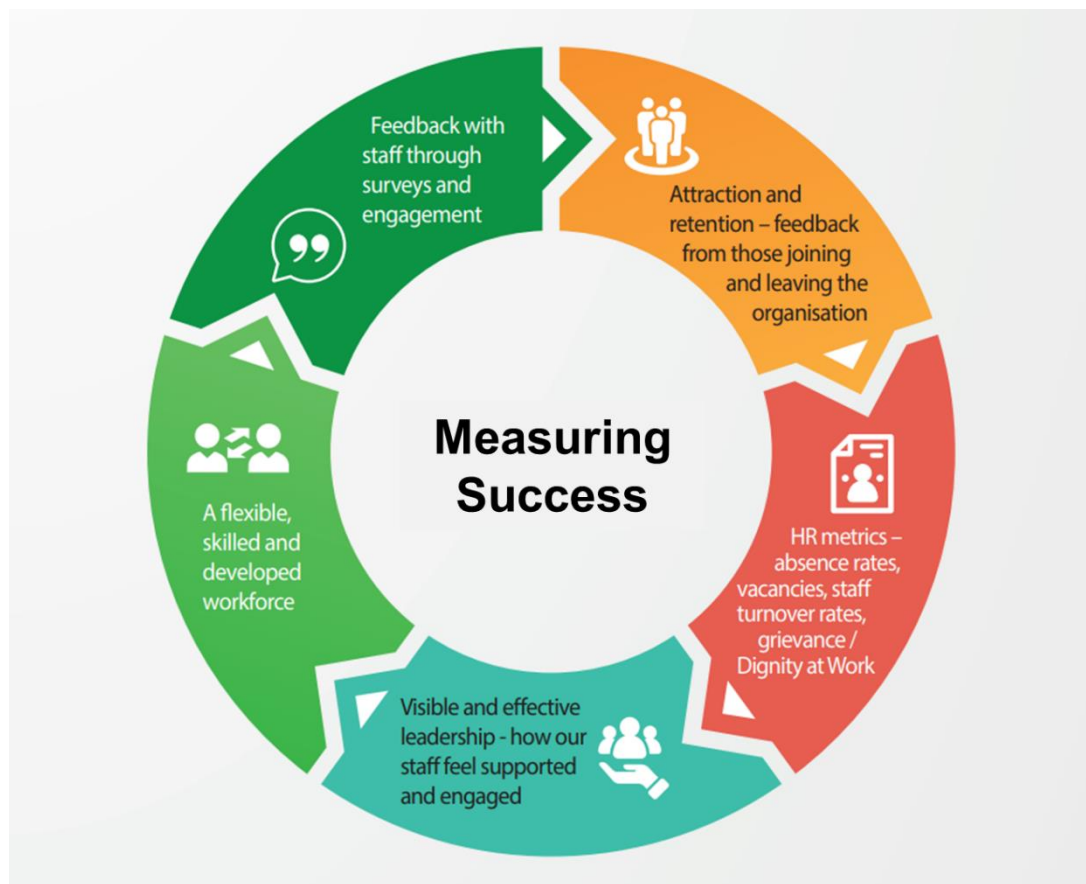 Measuring
Success
Feedback with
staff through
surveys and
engagement
Attraction and
retention – feedback
from those joining
and leaving the
organisation
HR metrics –
absence rates,
vacancies, staff
turnover rates,
grievance /
Dignity at Work
Visible and effective
leadership - how our
staff feel supported
and engaged
A flexible,
skilled and
developed
workforce